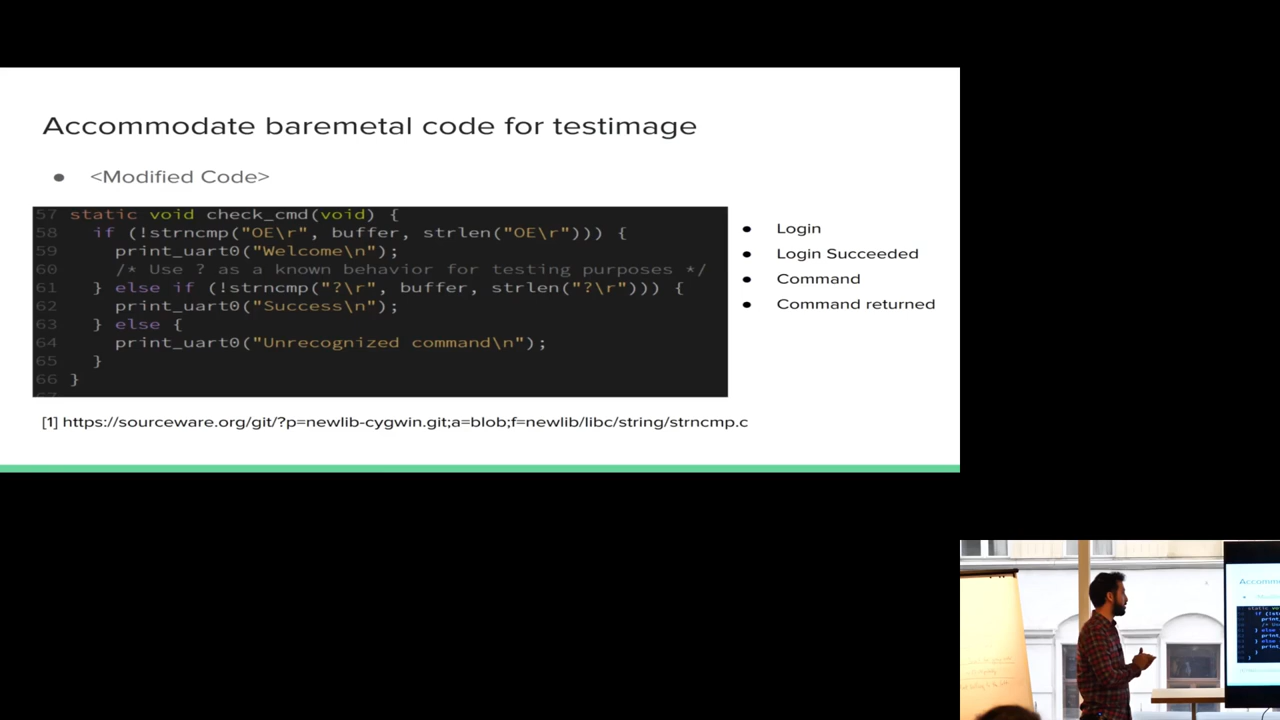 Accommodate baremetal code for testimage
● <Modified Code>
57 static void check_cmd(void) {
58 if (!strncmp("OE\r", buffer, strlen("OE\r"))) {
59 print_uart0("Welcome\n");
60 /* Use ? as a known behavior for testing purposes */
61 } else if (!strncmp("?\r", buffer, strlen("?\r"))) {
62 print_uart0("Success\n");
63 } else {
64 print_uart0("Unrecognized command\n");
65 }
66 }
● Login
● Login Succeeded
● Command
● Command returned
[1] https://sourceware.org/git/?p=newlib-cygwin.git;a=blob;f=newlib/libc/string/strncmp.c